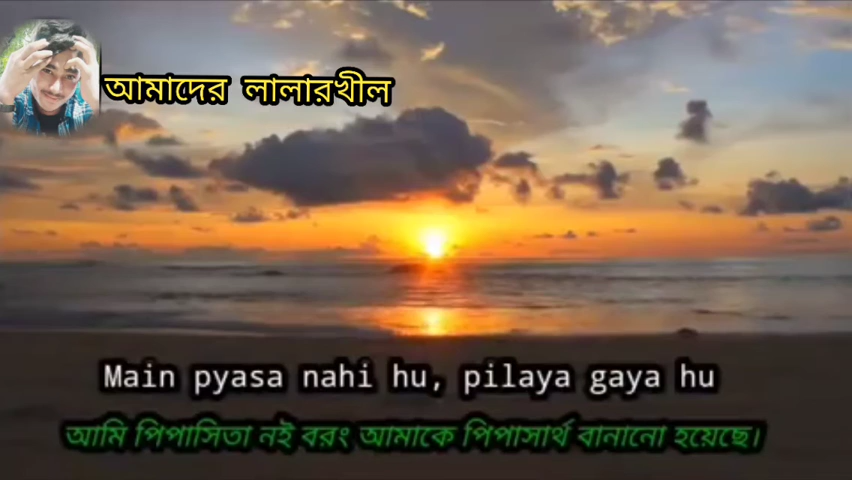 আমাদের লালারখীল
Main pyasa nahi hu, pilaya gaya hu
আমি পিপাসিতা নই বরং আমাকে পিপাসার্থ বানানো হয়েছে।